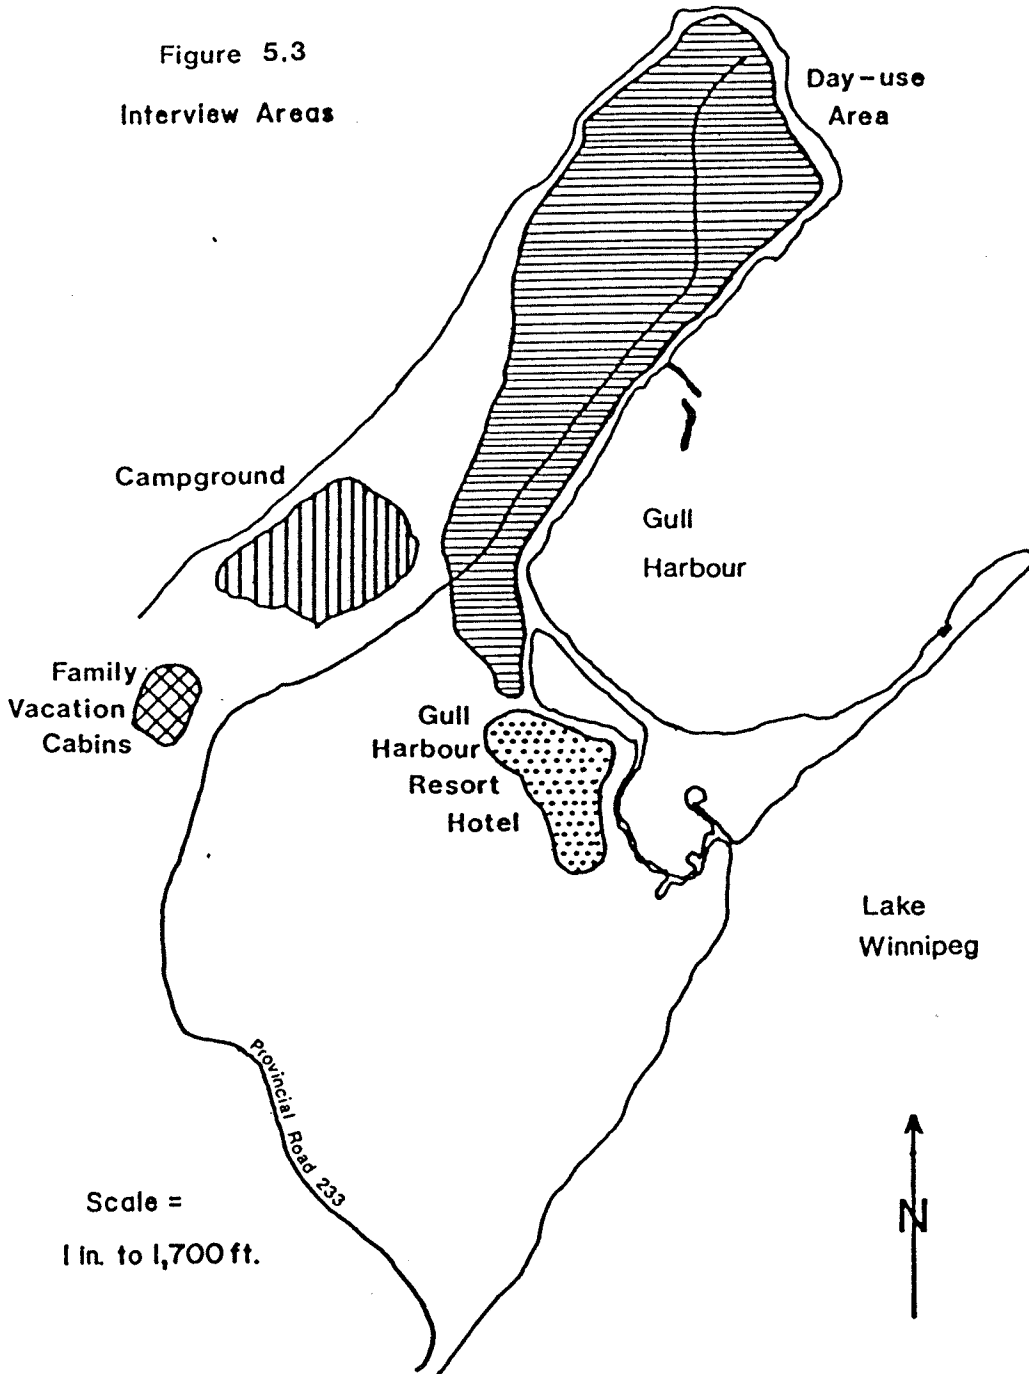 Figure 5.3
Interview Areas
Day-use
Area
Campground
Gull
Harbour
Family
Vacation
Cabins
Gull
Harbour
Resort
Hotel
Lake
Winnipeg
Provincial Road 233
Scale =
1 in. to 1,700 ft.
N